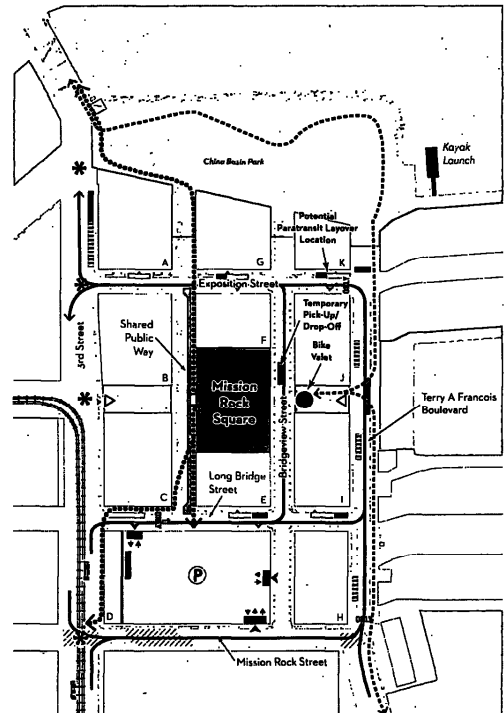 China Basin Park
Kayak
Launch
Potential
Paratransit Layover
Location
A
G
K
Exposition Street
Temporary
Pick-Up/
Drop-Off
Shared
Public
Way
3rd Street
F
Bike
Valet
B
Mission
Rock
Square
J
Bridgeview Street
Terry A Francois
Boulevard
C
Long Bridge
Street
E
I
P
D
H
Mission Rock Street